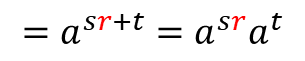 = a^{sr+t} = a^{sr}a^{t}